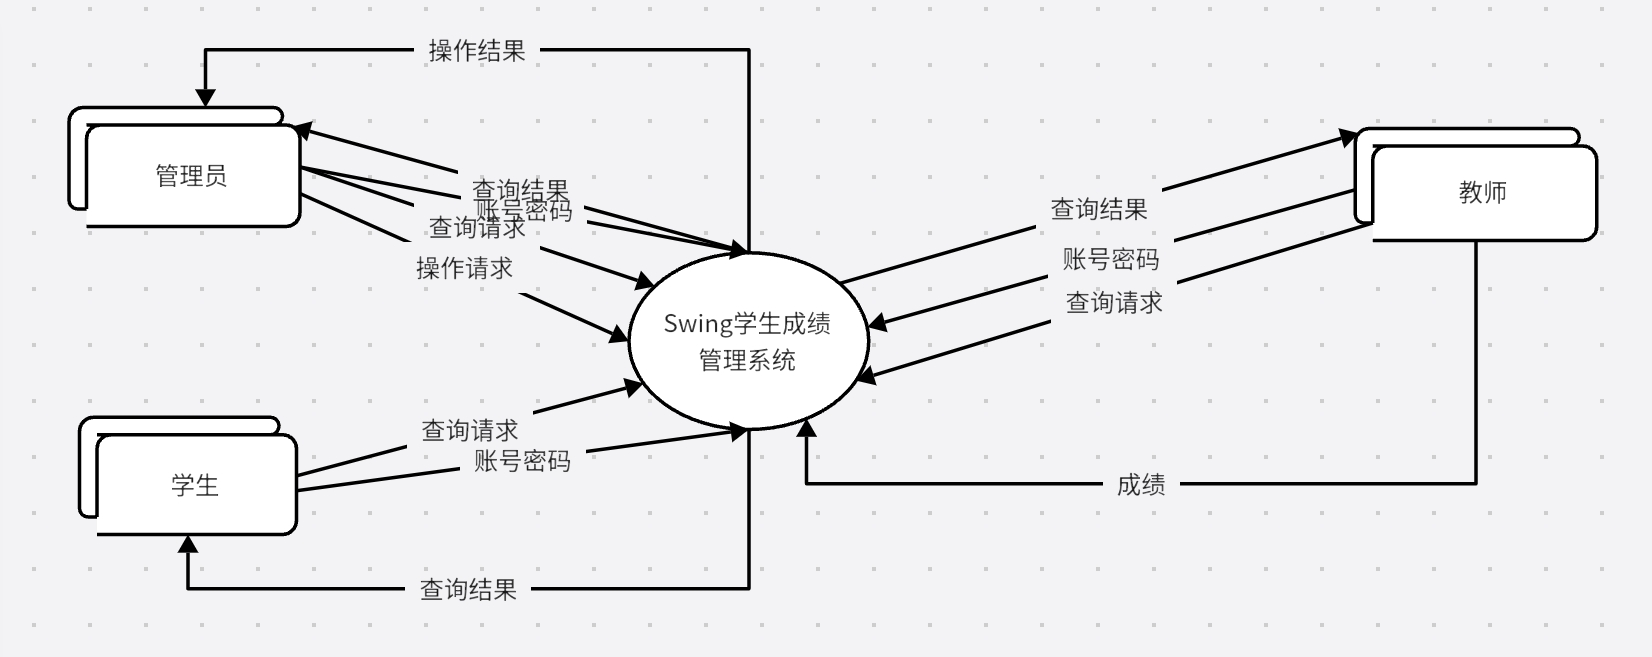 操作结果
管理员
查询结果
账号密码
查询请求
操作请求
查询结果
教师
账号密码
查询请求
Swing学生成绩
管理系统
查询请求
账号密码
学生
成绩
查询结果